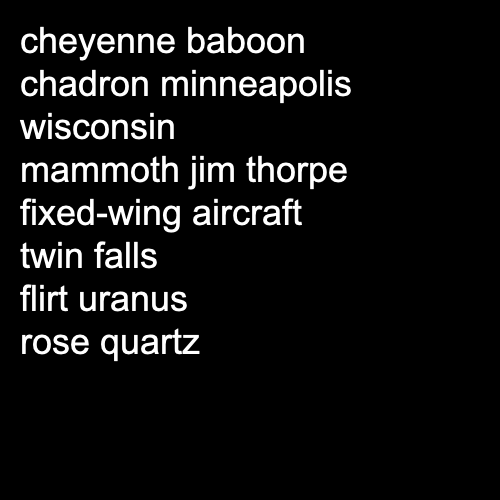 cheyenne baboon
chadron minneapolis
wisconsin
mammoth jim thorpe
fixed-wing aircraft
twin falls
flirt uranus
rose quartz